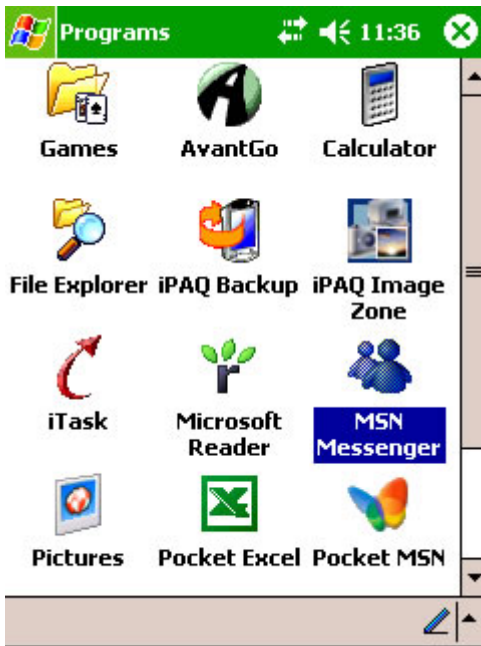 Programs 11:36
Games AvantGo Calculator
File Explorer iPAQ Backup iPAQ Image
Zone
iTask Microsoft MSN
Reader Messenger
Pictures Pocket Excel Pocket MSN